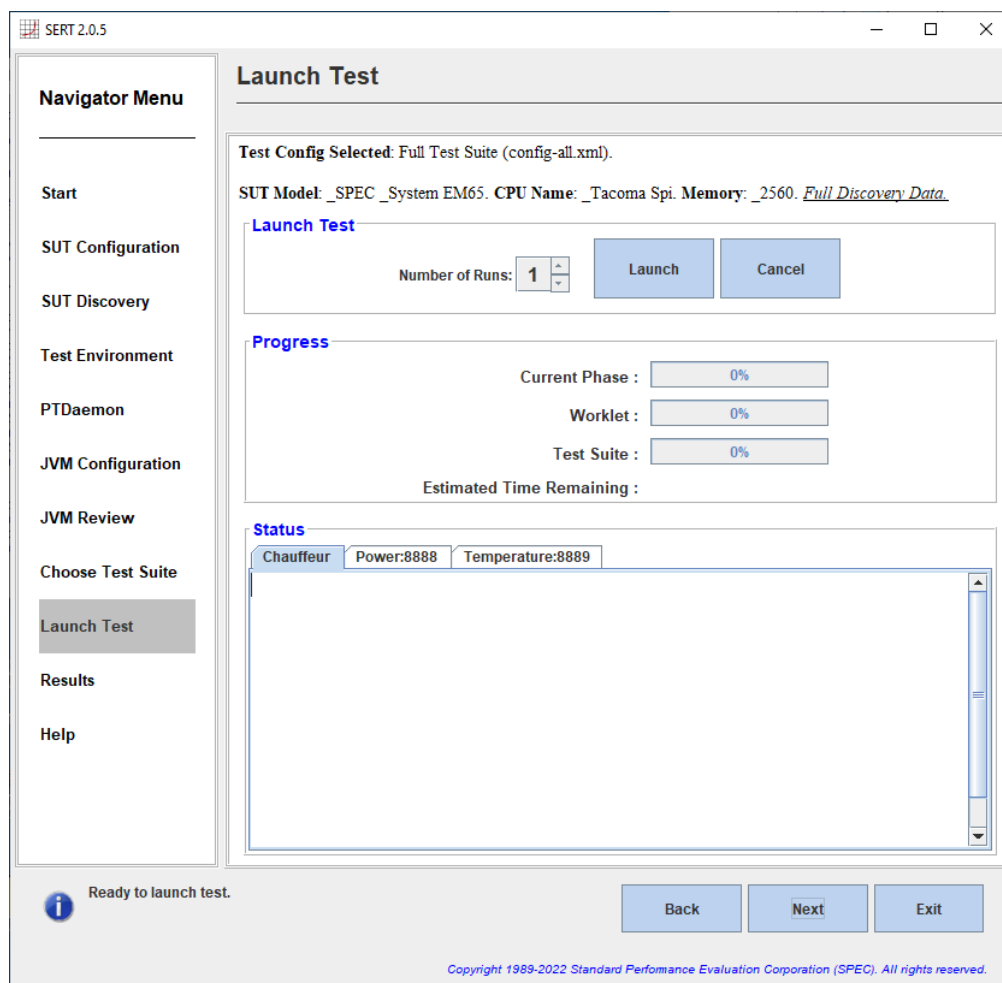 SERT 2.0.5
Navigator Menu
Start
SUT Configuration
SUT Discovery
Test Environment
PTDaemon
JVM Configuration
JVM Review
Choose Test Suite
Launch Test
Results
Help
Launch Test
Test Config Selected: Full Test Suite (config-all.xml).
SUT Model: _SPEC _System EM65. CPU Name: _Tacoma Spi. Memory: _2560. Full Discovery Data.
Launch Test
Number of Runs: 1 Launch Cancel
Progress
Current Phase : 0%
Worklet : 0%
Test Suite : 0%
Estimated Time Remaining :
Status
Chauffeur Power:8888 Temperature:8889
Ready to launch test.
Back Next Exit
Copyright 1989-2022 Standard Performance Evaluation Corporation (SPEC). All rights reserved.